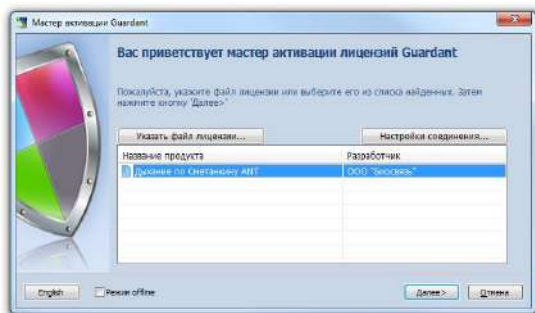 Мастер активации Guardant
Вас приветствует мастер активации лицензий Guardant
Пожалуйста, укажите файл лицензии или выберите его из списка найденных. Затем
нажмите кнопку 'Далее>'
Указать файл лицензии...
Настройки соединения...
Название продукта
Разработчик
Дыхание по Сметанкину ANT
ООО "Биосвязь"
English
Режим offline
Далее >
Отмена